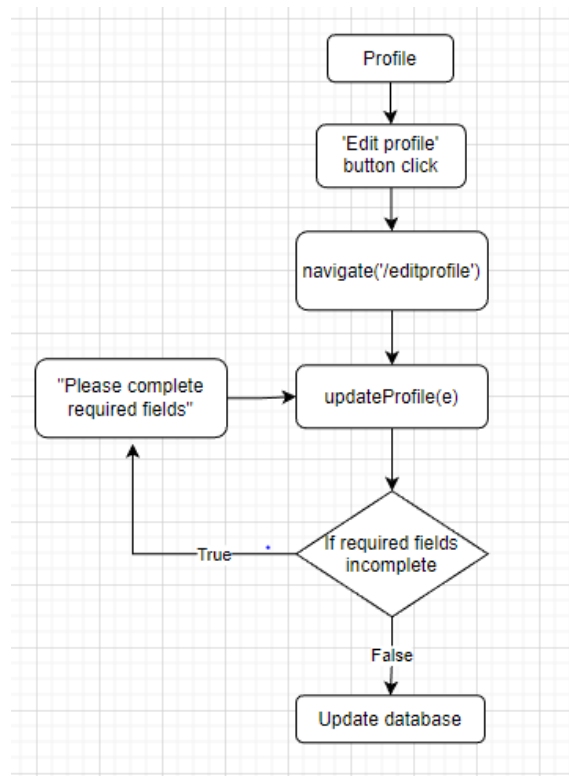 Profile
'Edit profile'
button click
navigate('/editprofile')
"Please complete
required fields"
updateProfile(e)
If required fields
incomplete
True
False
Update database